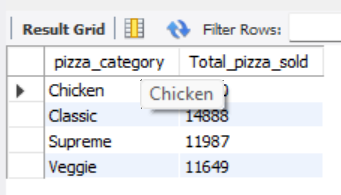 Result Grid Filter Rows:
pizza_category Total_pizza_sold
Chicken Chicken
Classic 14888
Supreme 11987
Veggie 11649